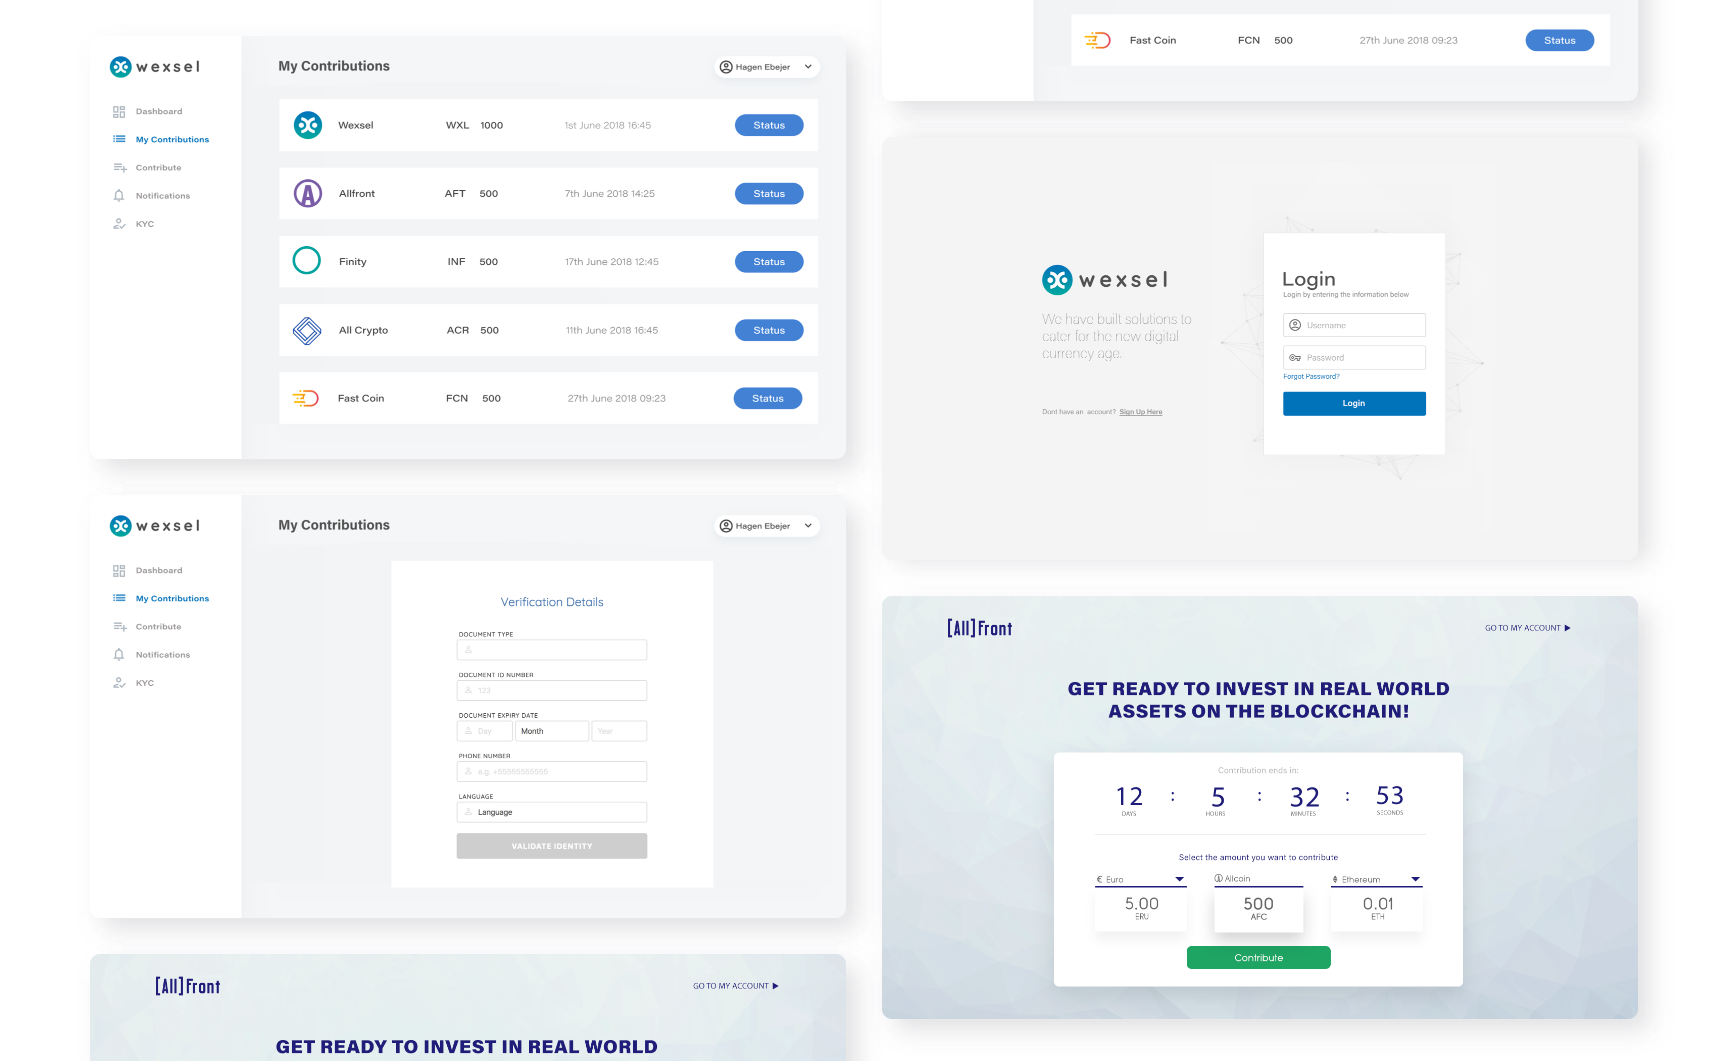 wexsel
Dashboard
My Contributions
Contribute
Notifications
KYC
My Contributions
Hagen Ebejer
Wexsel WXL 1000 1st June 2018 16:45 Status
Allfront AFT 500 7th June 2018 14:25 Status
Finity INF 500 17th June 2018 12:45 Status
All Crypto ACR 500 11th June 2018 16:45 Status
Fast Coin FCN 500 27th June 2018 09:23 Status
wexsel
Dashboard
My Contributions
Contribute
Notifications
KYC
My Contributions
Hagen Ebejer
Verification Details
DOCUMENT TYPE
DOCUMENT ID NUMBER
123
DOCUMENT EXPIRY DATE
Day Month Year
PHONE NUMBER
e.g. +55555555555
LANGUAGE
Language
VALIDATE IDENTITY
[All]Front
GO TO MY ACCOUNT
GET READY TO INVEST IN REAL WORLD
Fast Coin FCN 500 27th June 2018 09:23 Status
wexsel
We have built solutions to
cater for the new digital
currency age.
Dont have an account? Sign Up Here
Login
Login by entering the information below
Username
Password
Forgot Password?
Login
[All]Front
GO TO MY ACCOUNT
GET READY TO INVEST IN REAL WORLD
ASSETS ON THE BLOCKCHAIN!
Contribution ends in:
12 : 5 : 32 : 53
DAYS HOURS MINUTES SECONDS
Select the amount you want to contribute
€ Euro Allcoin Ethereum
5.00 500 0.01
ERU AFC ETH
Contribute